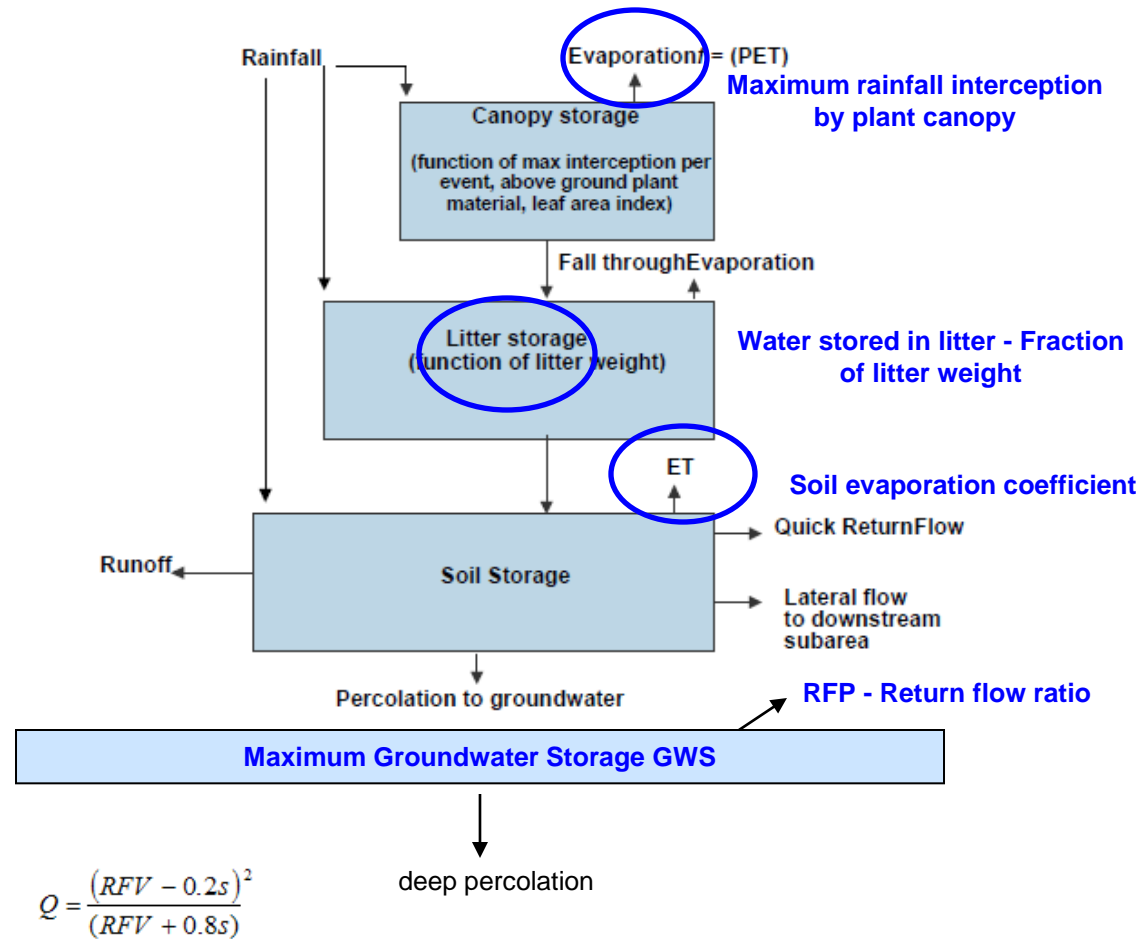 Rainfall
Evaporationt = (PET)
Maximum rainfall interception
by plant canopy
Canopy storage
(function of max interception per
event, above ground plant
material, leaf area index)
Fall throughEvaporation
Litter storage
(function of litter weight)
Water stored in litter - Fraction
of litter weight
ET
Soil evaporation coefficient
Quick ReturnFlow
Runoff
Soil Storage
Lateral flow
to downstream
subarea
Percolation to groundwater
RFP - Return flow ratio
Maximum Groundwater Storage GWS
deep percolation
Q = (RFV - 0.2s)² / (RFV + 0.8s)